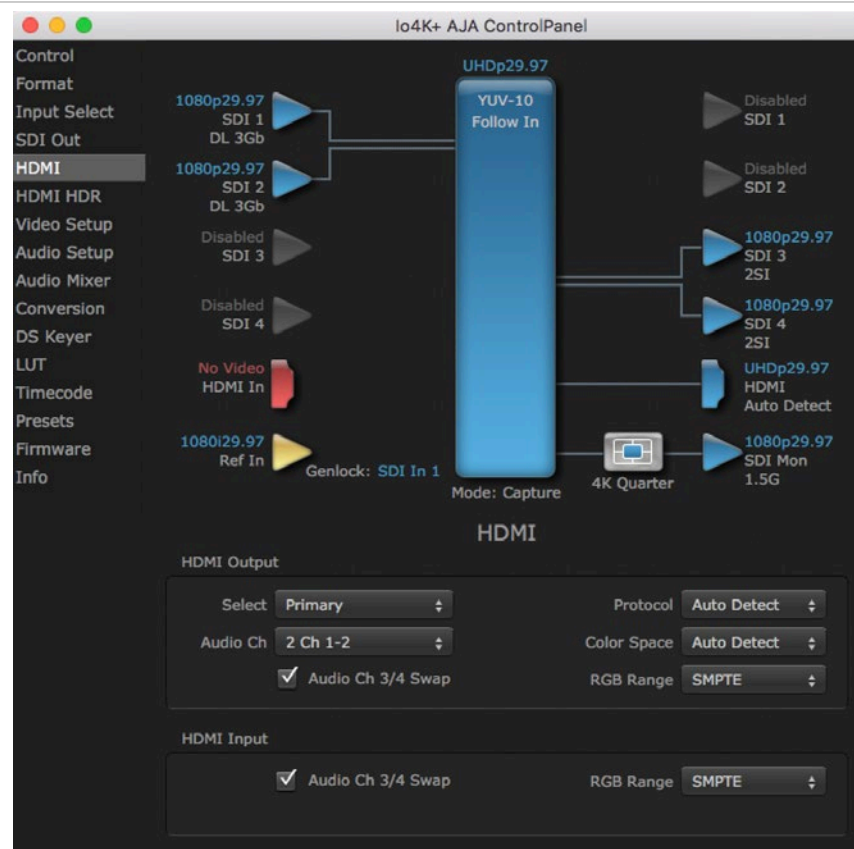 Io4K+ AJA ControlPanel
Control
Format
Input Select
SDI Out
HDMI
HDMI HDR
Video Setup
Audio Setup
Audio Mixer
Conversion
DS Keyer
LUT
Timecode
Presets
Firmware
Info
1080p29.97
SDI 1
DL 3Gb
1080p29.97
SDI 2
DL 3Gb
Disabled
SDI 3
Disabled
SDI 4
No Video
HDMI In
1080i29.97
Ref In
Genlock: SDI In 1
UHDp29.97
YUV-10
Follow In
Mode: Capture
Disabled
SDI 1
Disabled
SDI 2
1080p29.97
SDI 3
2SI
1080p29.97
SDI 4
2SI
UHDp29.97
HDMI
Auto Detect
4K Quarter
1080p29.97
SDI Mon
1.5G
HDMI
HDMI Output
Select Primary
Protocol Auto Detect
Audio Ch 2 Ch 1-2
Color Space Auto Detect
Audio Ch 3/4 Swap
RGB Range SMPTE
HDMI Input
Audio Ch 3/4 Swap
RGB Range SMPTE